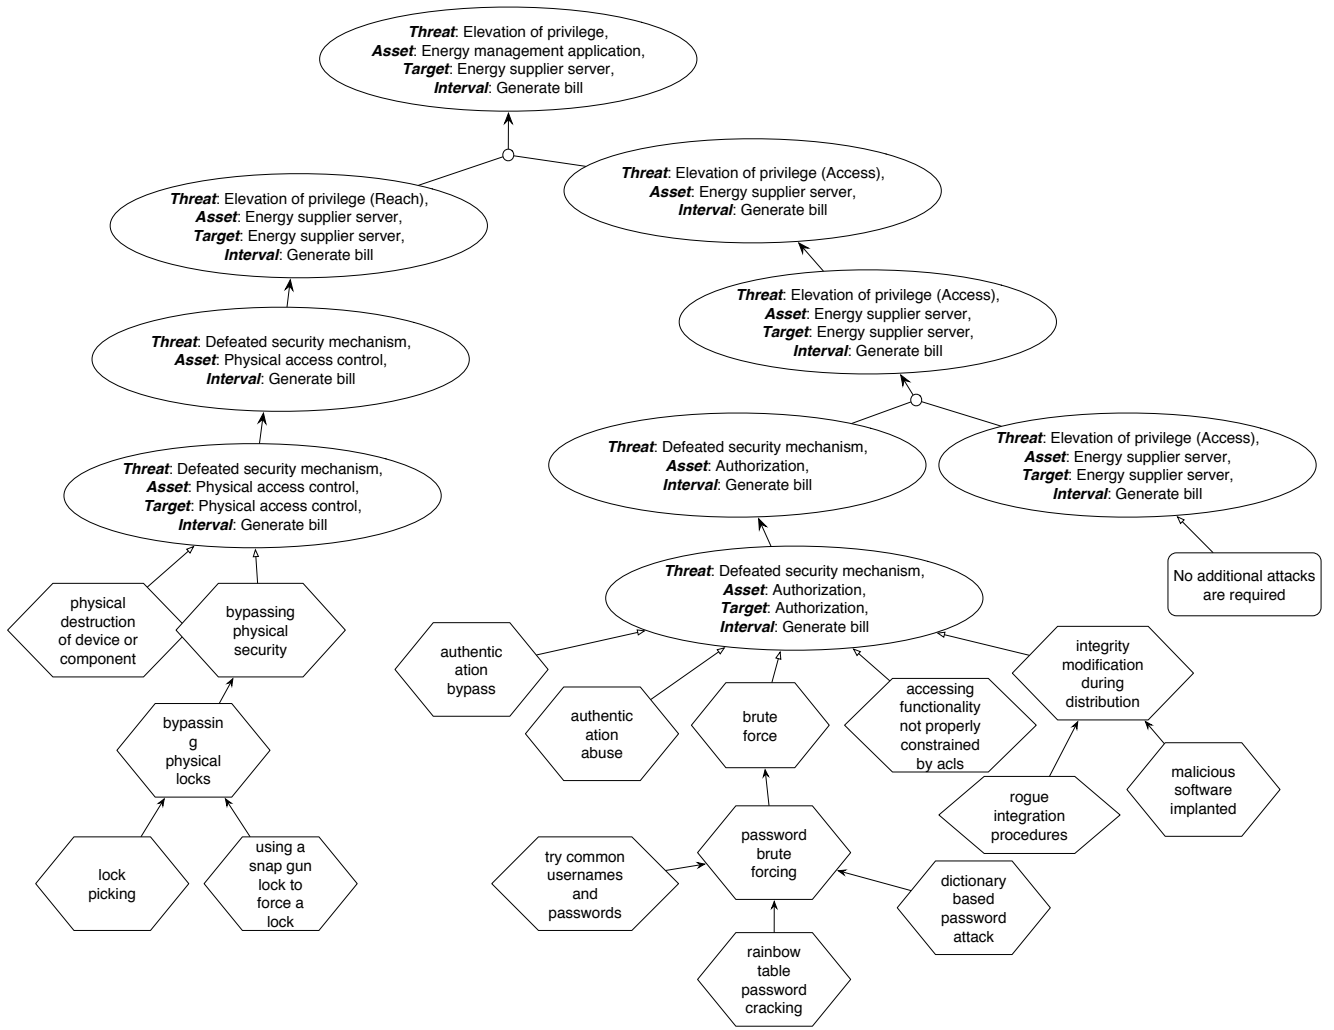 Threat: Elevation of privilege,
Asset: Energy management application,
Target: Energy supplier server,
Interval: Generate bill
Threat: Elevation of privilege (Reach),
Asset: Energy supplier server,
Target: Energy supplier server,
Interval: Generate bill
Threat: Elevation of privilege (Access),
Asset: Energy supplier server,
Interval: Generate bill
Threat: Elevation of privilege (Access),
Asset: Energy supplier server,
Target: Energy supplier server,
Interval: Generate bill
Threat: Defeated security mechanism,
Asset: Physical access control,
Interval: Generate bill
Threat: Defeated security mechanism,
Asset: Physical access control,
Target: Physical access control,
Interval: Generate bill
Threat: Defeated security mechanism,
Asset: Authorization,
Interval: Generate bill
Threat: Elevation of privilege (Access),
Asset: Energy supplier server,
Target: Energy supplier server,
Interval: Generate bill
No additional attacks
are required
Threat: Defeated security mechanism,
Asset: Authorization,
Target: Authorization,
Interval: Generate bill
physical
destruction
of device or
component
bypassing
physical
security
authentic
ation
bypass
authentic
ation
abuse
brute
force
accessing
functionality
not properly
constrained
by acls
integrity
modification
during
distribution
bypassin
g
physical
locks
rogue
integration
procedures
malicious
software
implanted
lock
picking
using a
snap gun
lock to
force a
lock
try common
usernames
and
passwords
password
brute
forcing
dictionary
based
password
attack
rainbow
table
password
cracking